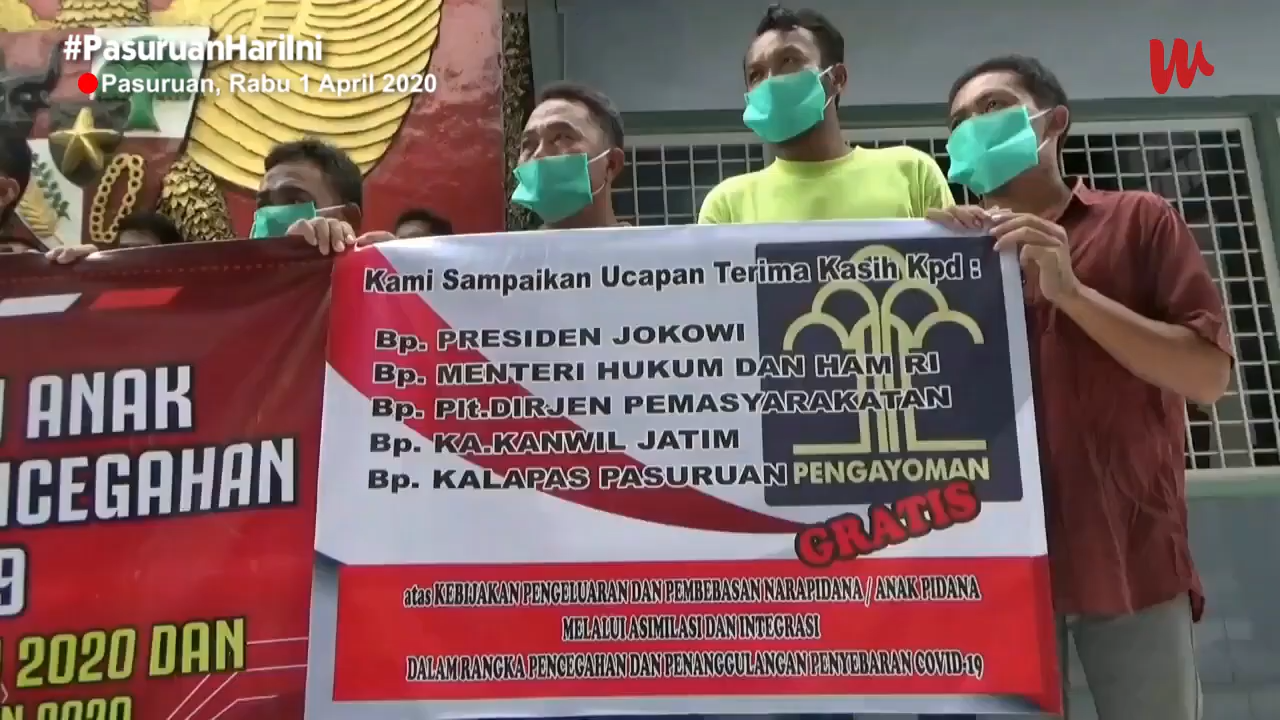 #PasuruanHariIni
Pasuruan, Rabu 1 April 2020
Kami Sampaikan Ucapan Terima Kasih Kpd :
Bp. PRESIDEN JOKOWI
Bp. MENTERI HUKUM DAN HAM RI
Bp. Plt.DIRJEN PEMASYARAKATAN
Bp. KA.KANWIL JATIM
Bp. KALAPAS PASURUAN
PENGAYOMAN
GRATIS
atas KEBIJAKAN PENGELUARAN DAN PEMBEBASAN NARAPIDANA / ANAK PIDANA
MELALUI ASIMILASI DAN INTEGRASI
DALAM RANGKA PENCEGAHAN DAN PENANGGULANGAN PENYEBARAN COVID-19
ANAK
NCEGAHAN
9
2020 DAN
2020